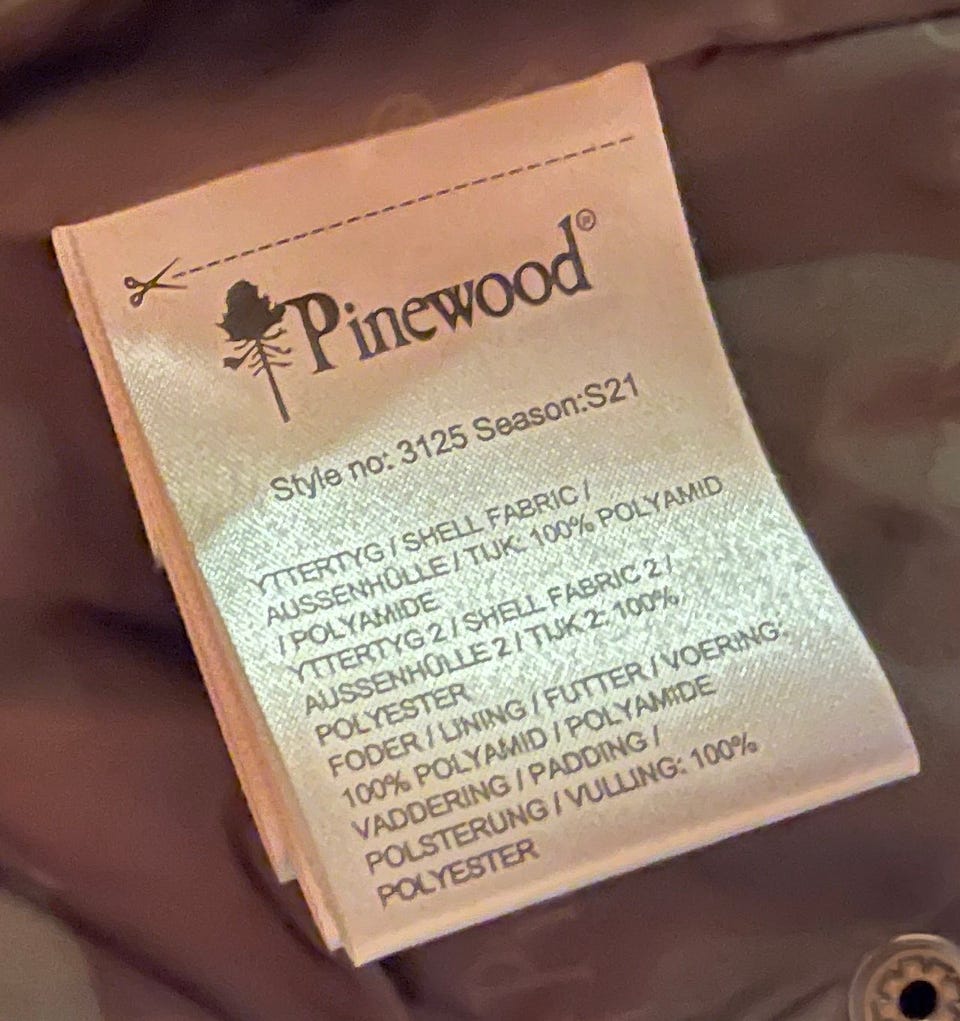 Pinewood®
Style no: 3125 Season:S21
YTTERTYG / SHELL FABRIC /
AUSSENHÜLLE / TIJK: 100% POLYAMID
/ POLYAMIDE
YTTERTYG 2 / SHELL FABRIC 2 /
AUSSENHÜLLE 2 / TIJK 2: 100%
POLYESTER
FODER / LINING / FUTTER / VOERING:
100% POLYAMID / POLYAMIDE
VADDERING / PADDING /
POLSTERUNG / VULLING: 100%
POLYESTER